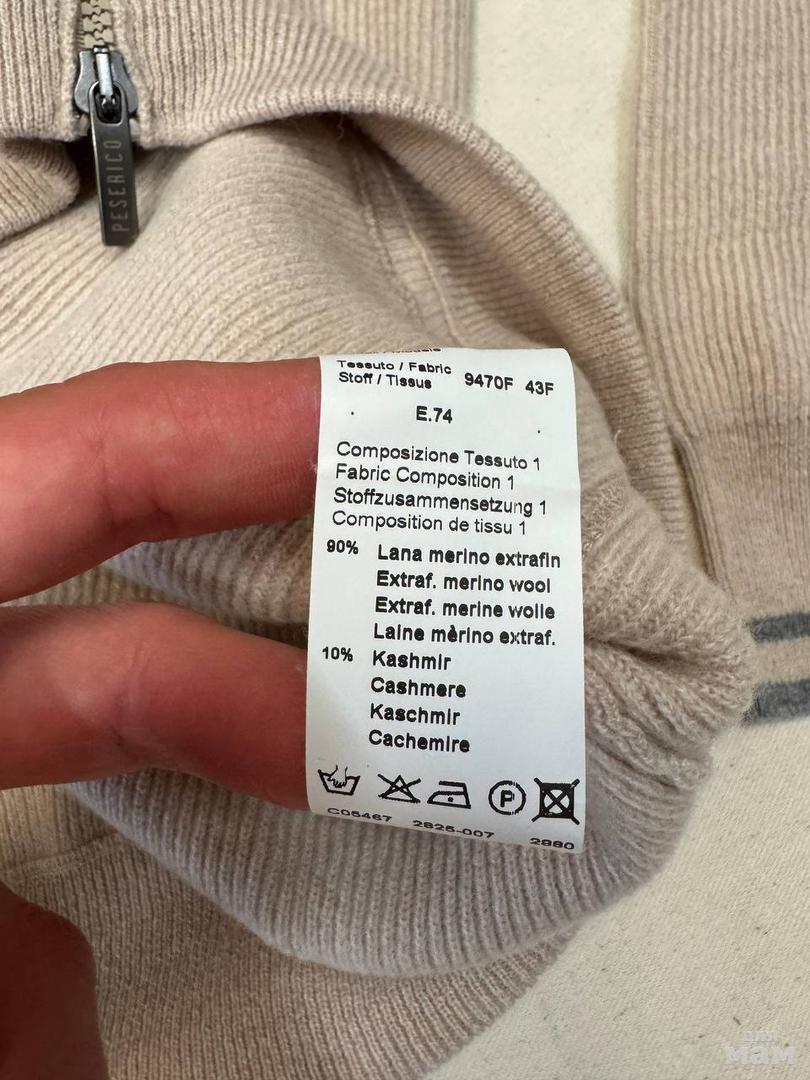 PESERICO
Tessuto / Fabric
Stoff / Tissus 9470F 43F
E.74
Composizione Tessuto 1
Fabric Composition 1
Stoffzusammensetzung 1
Composition de tissu 1
90% Lana merino extrafin
Extraf. merino wool
Extraf. merine wolle
Laine mèrino extraf.
10% Kashmir
Cashmere
Kaschmir
Cachemire
P
C05467 2825-007 2980
мам